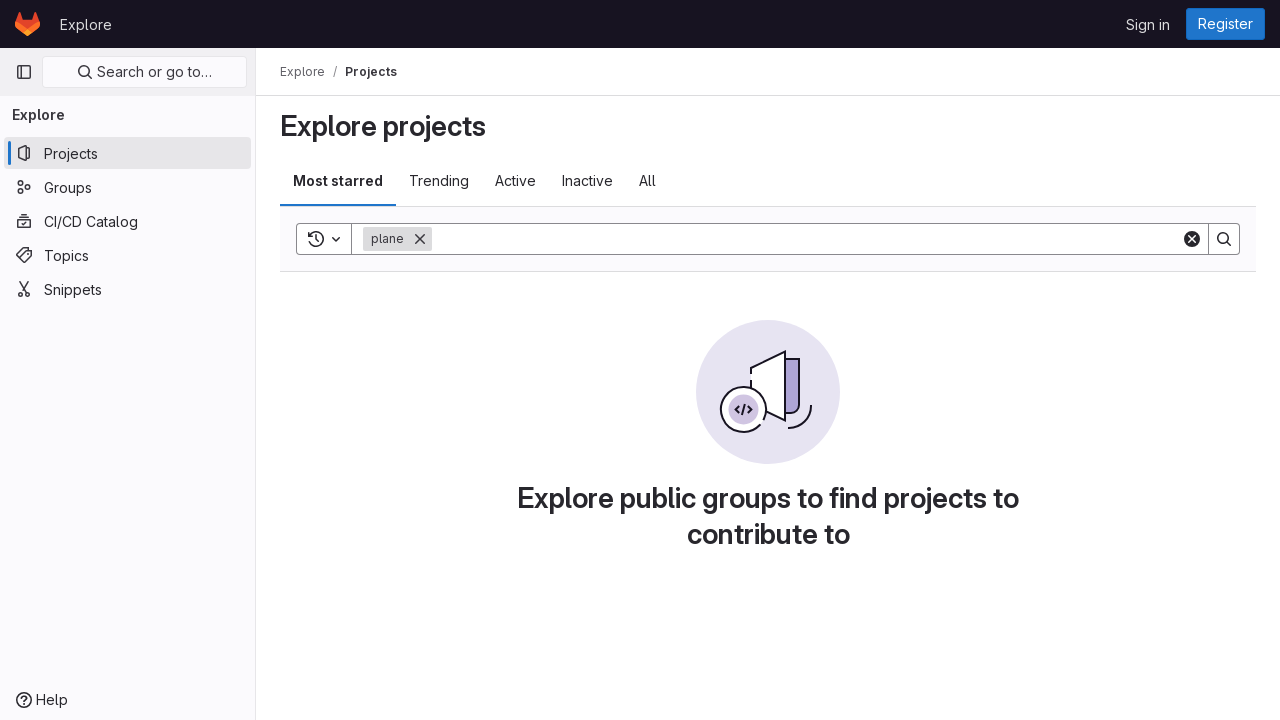 Explore
Sign in
Register
Search or go to...
Explore / Projects
Explore
Projects
Groups
CI/CD Catalog
Topics
Snippets
Explore projects
Most starred
Trending
Active
Inactive
All
plane
Explore public groups to find projects to
contribute to
Help